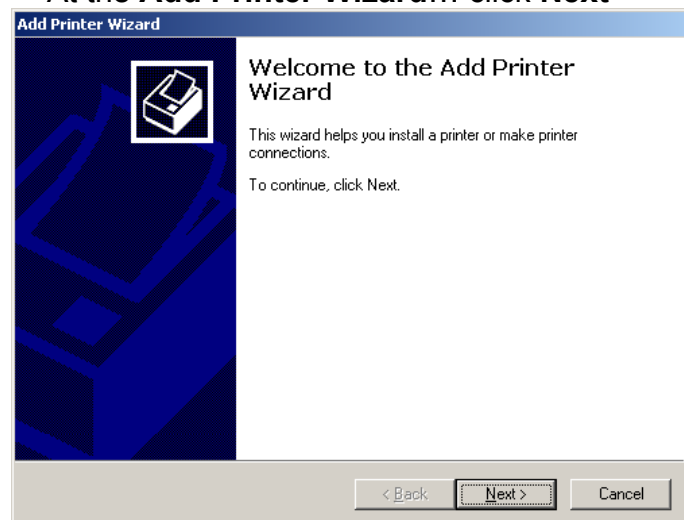 At the Add Printer Wizard... click Next
Add Printer Wizard
Welcome to the Add Printer
Wizard
This wizard helps you install a printer or make printer
connections.
To continue, click Next.
< Back
Next >
Cancel